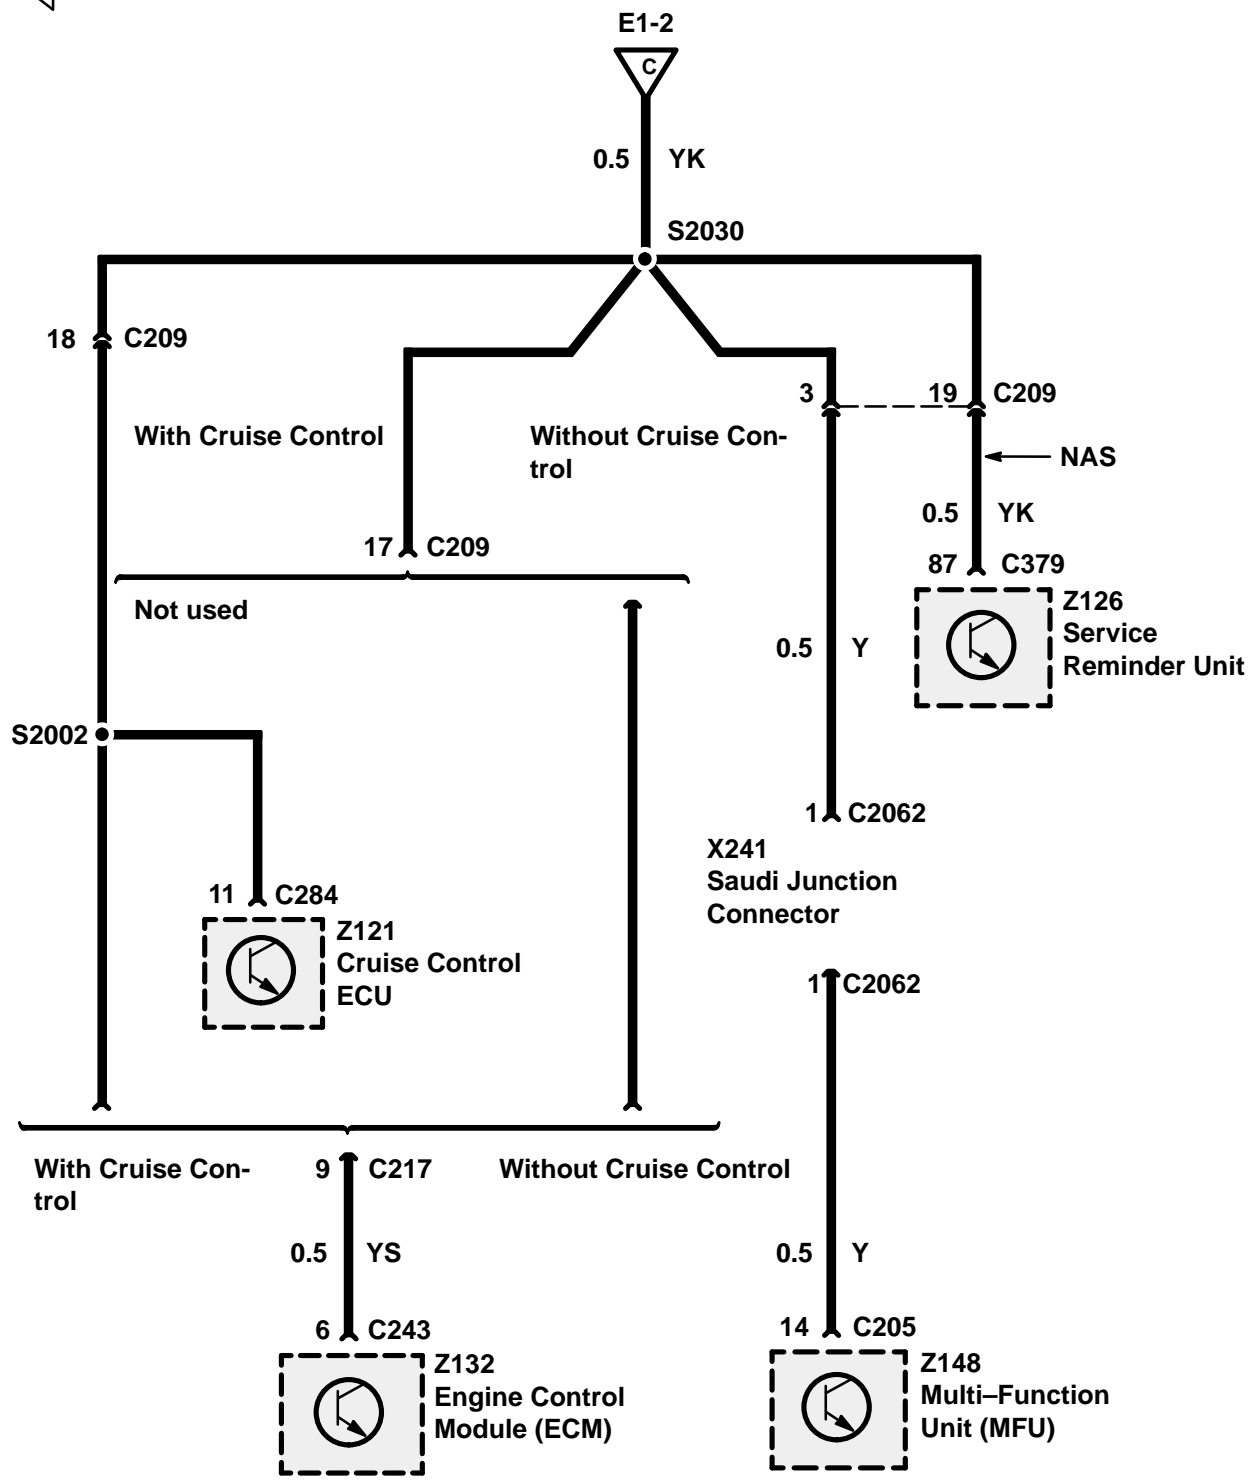 E1-2
C
0.5 YK
S2030
18 C209
3 19 C209
With Cruise Control
Without Cruise Con-
trol
NAS
0.5 YK
17 C209
87 C379
Not used
Z126
Service
Reminder Unit
0.5 Y
S2002
1 C2062
X241
Saudi Junction
Connector
11 C284
Z121
Cruise Control
ECU
1 C2062
With Cruise Con-
trol
9 C217
Without Cruise Control
0.5 YS
0.5 Y
6 C243
14 C205
Z132
Engine Control
Module (ECM)
Z148
Multi–Function
Unit (MFU)